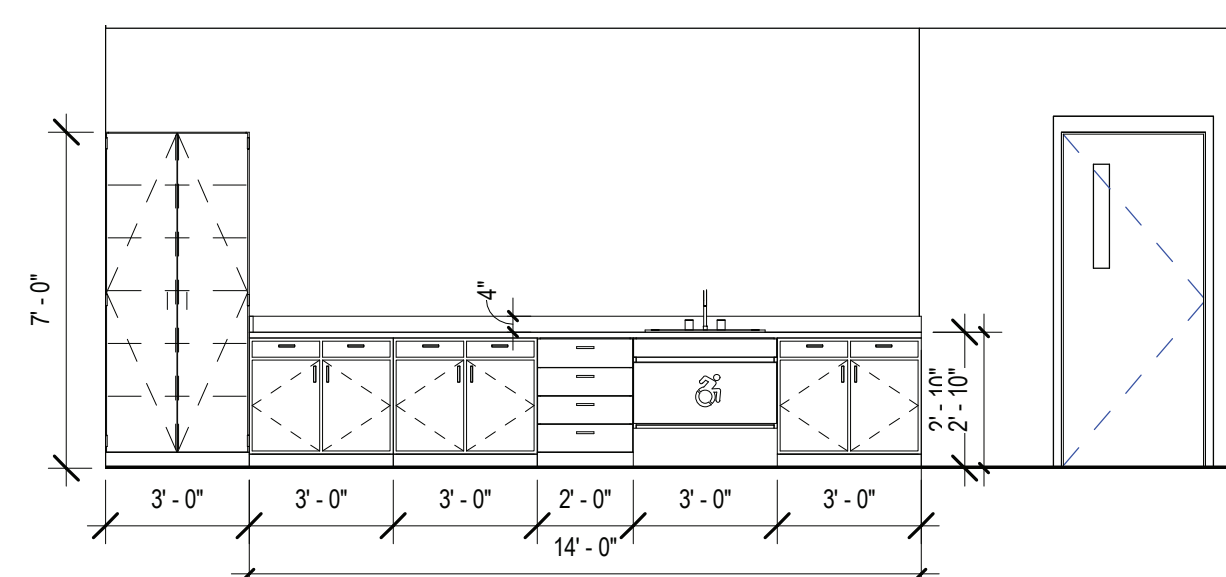 7' - 0"
4"
2' - 10"
2' - 10"
3' - 0"
3' - 0"
3' - 0"
2' - 0"
3' - 0"
3' - 0"
14' - 0"